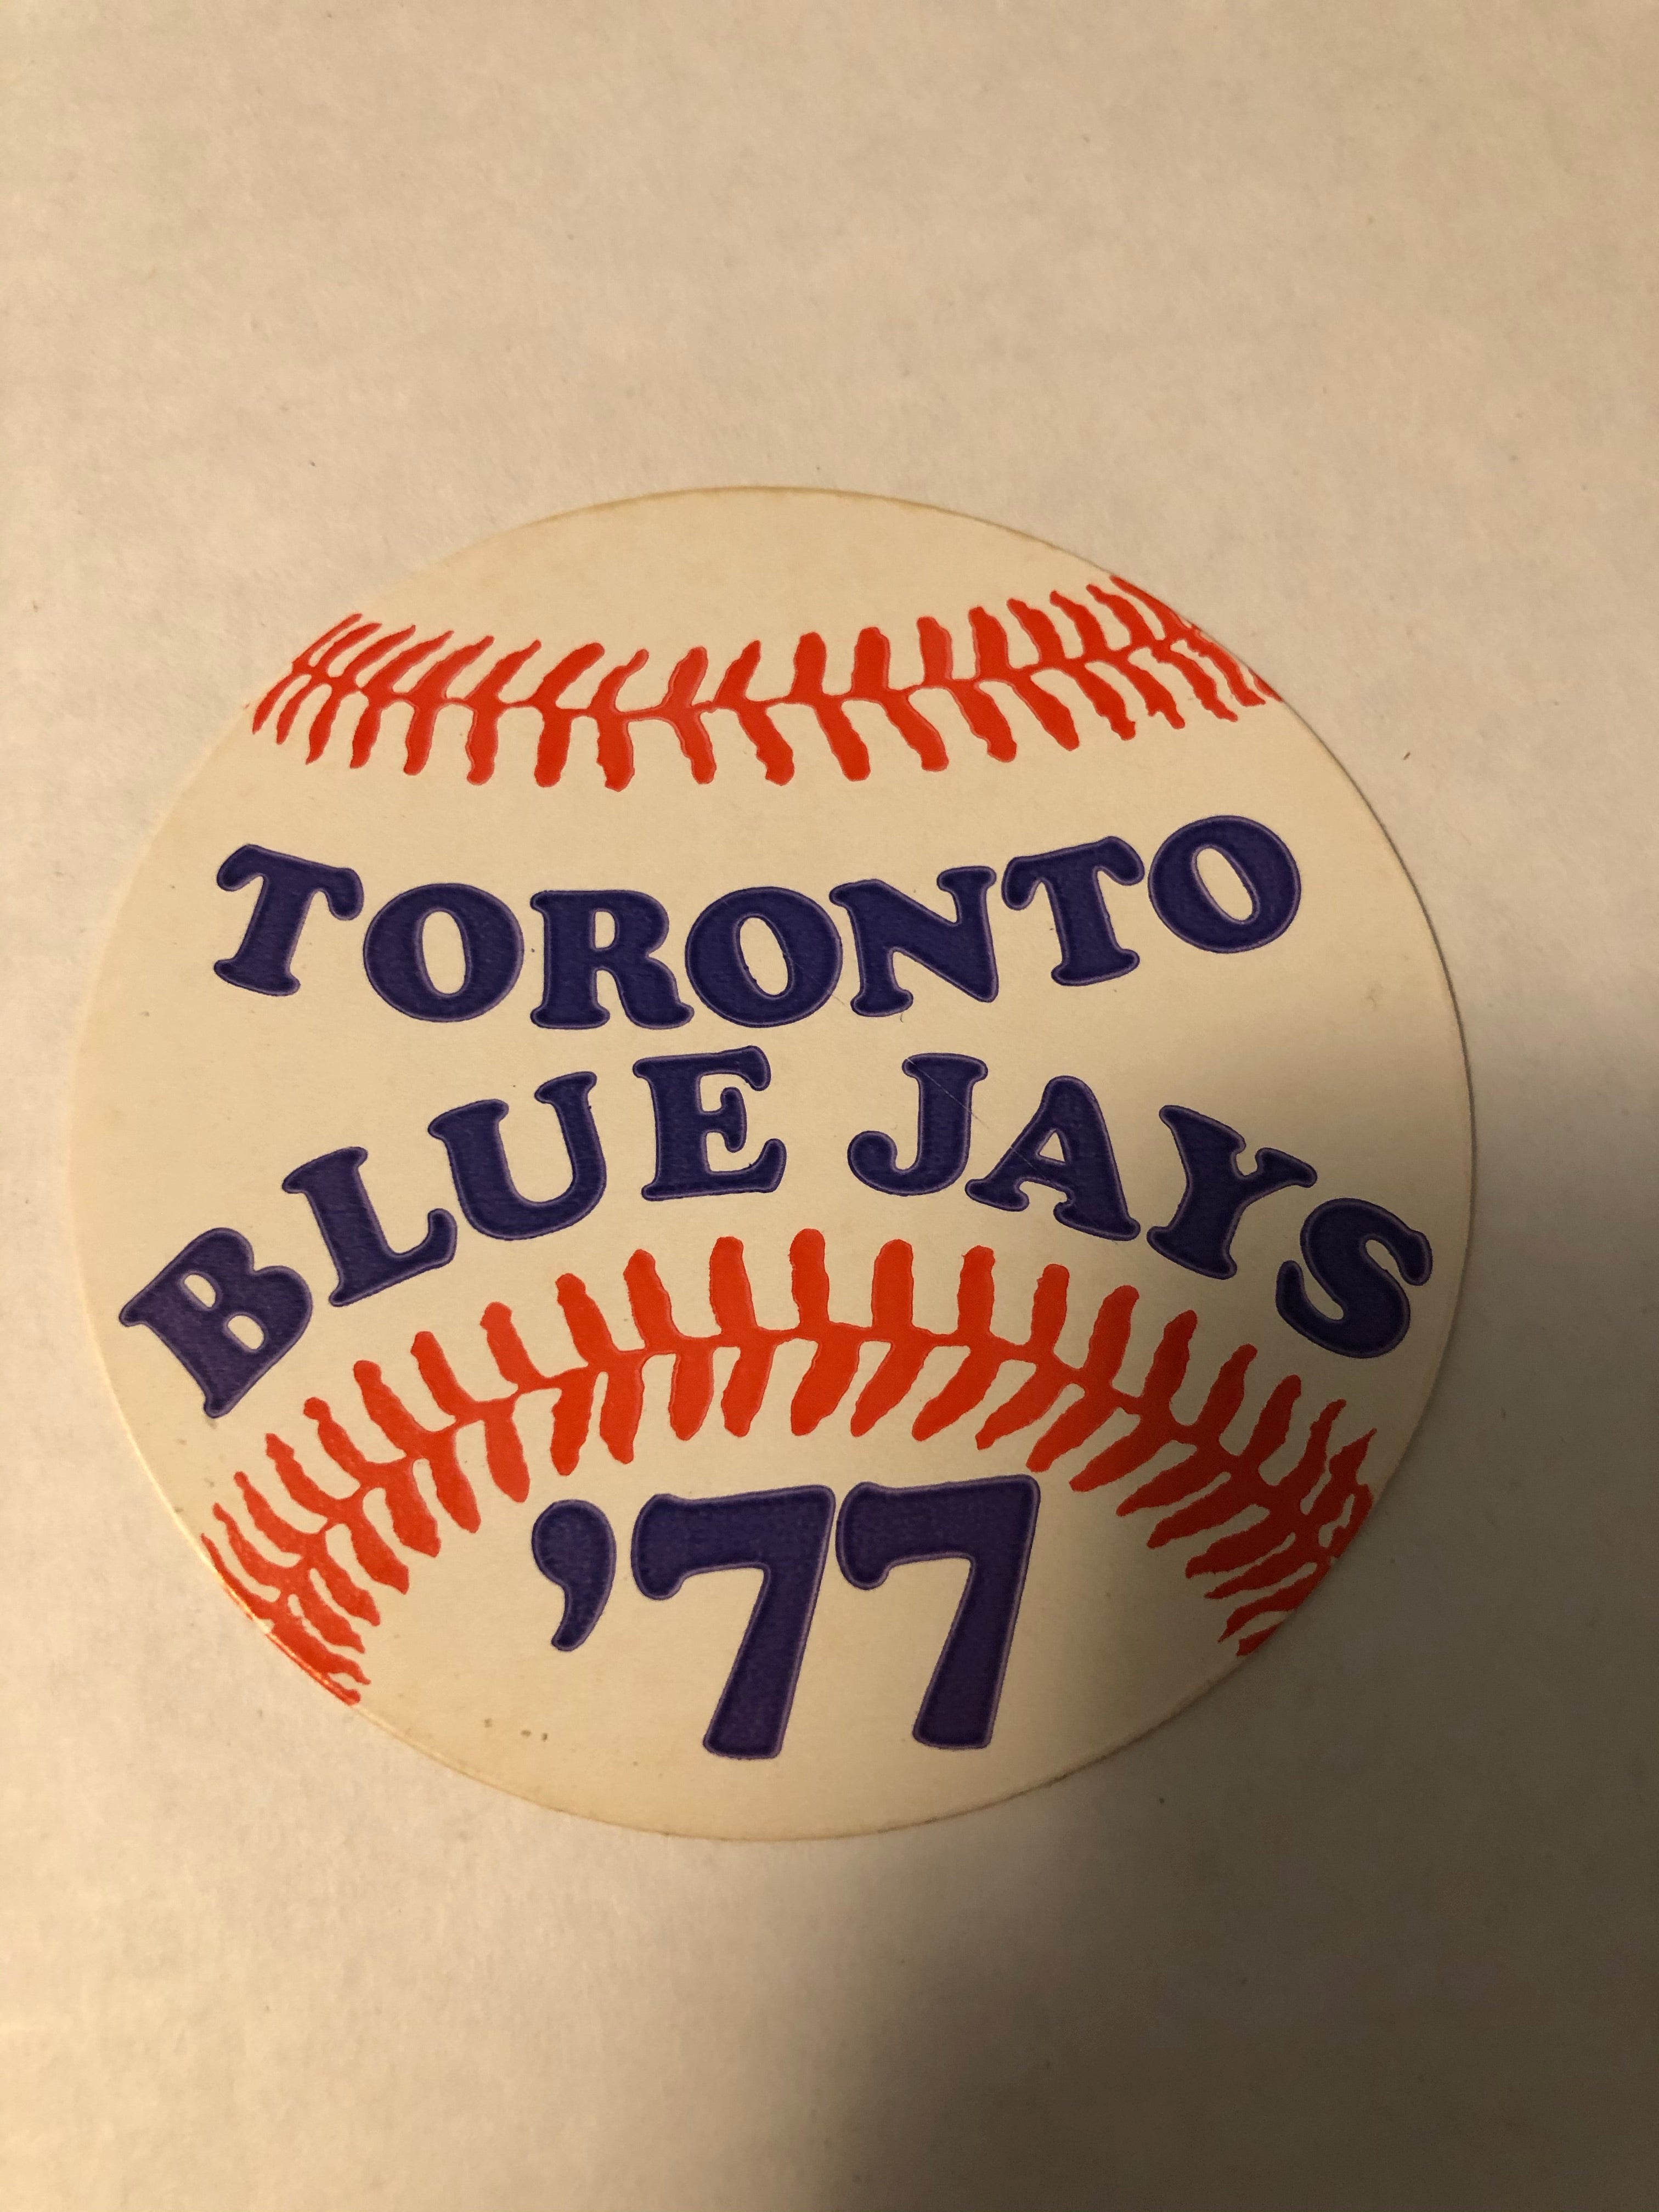 TORONTO
BLUE JAYS
'77